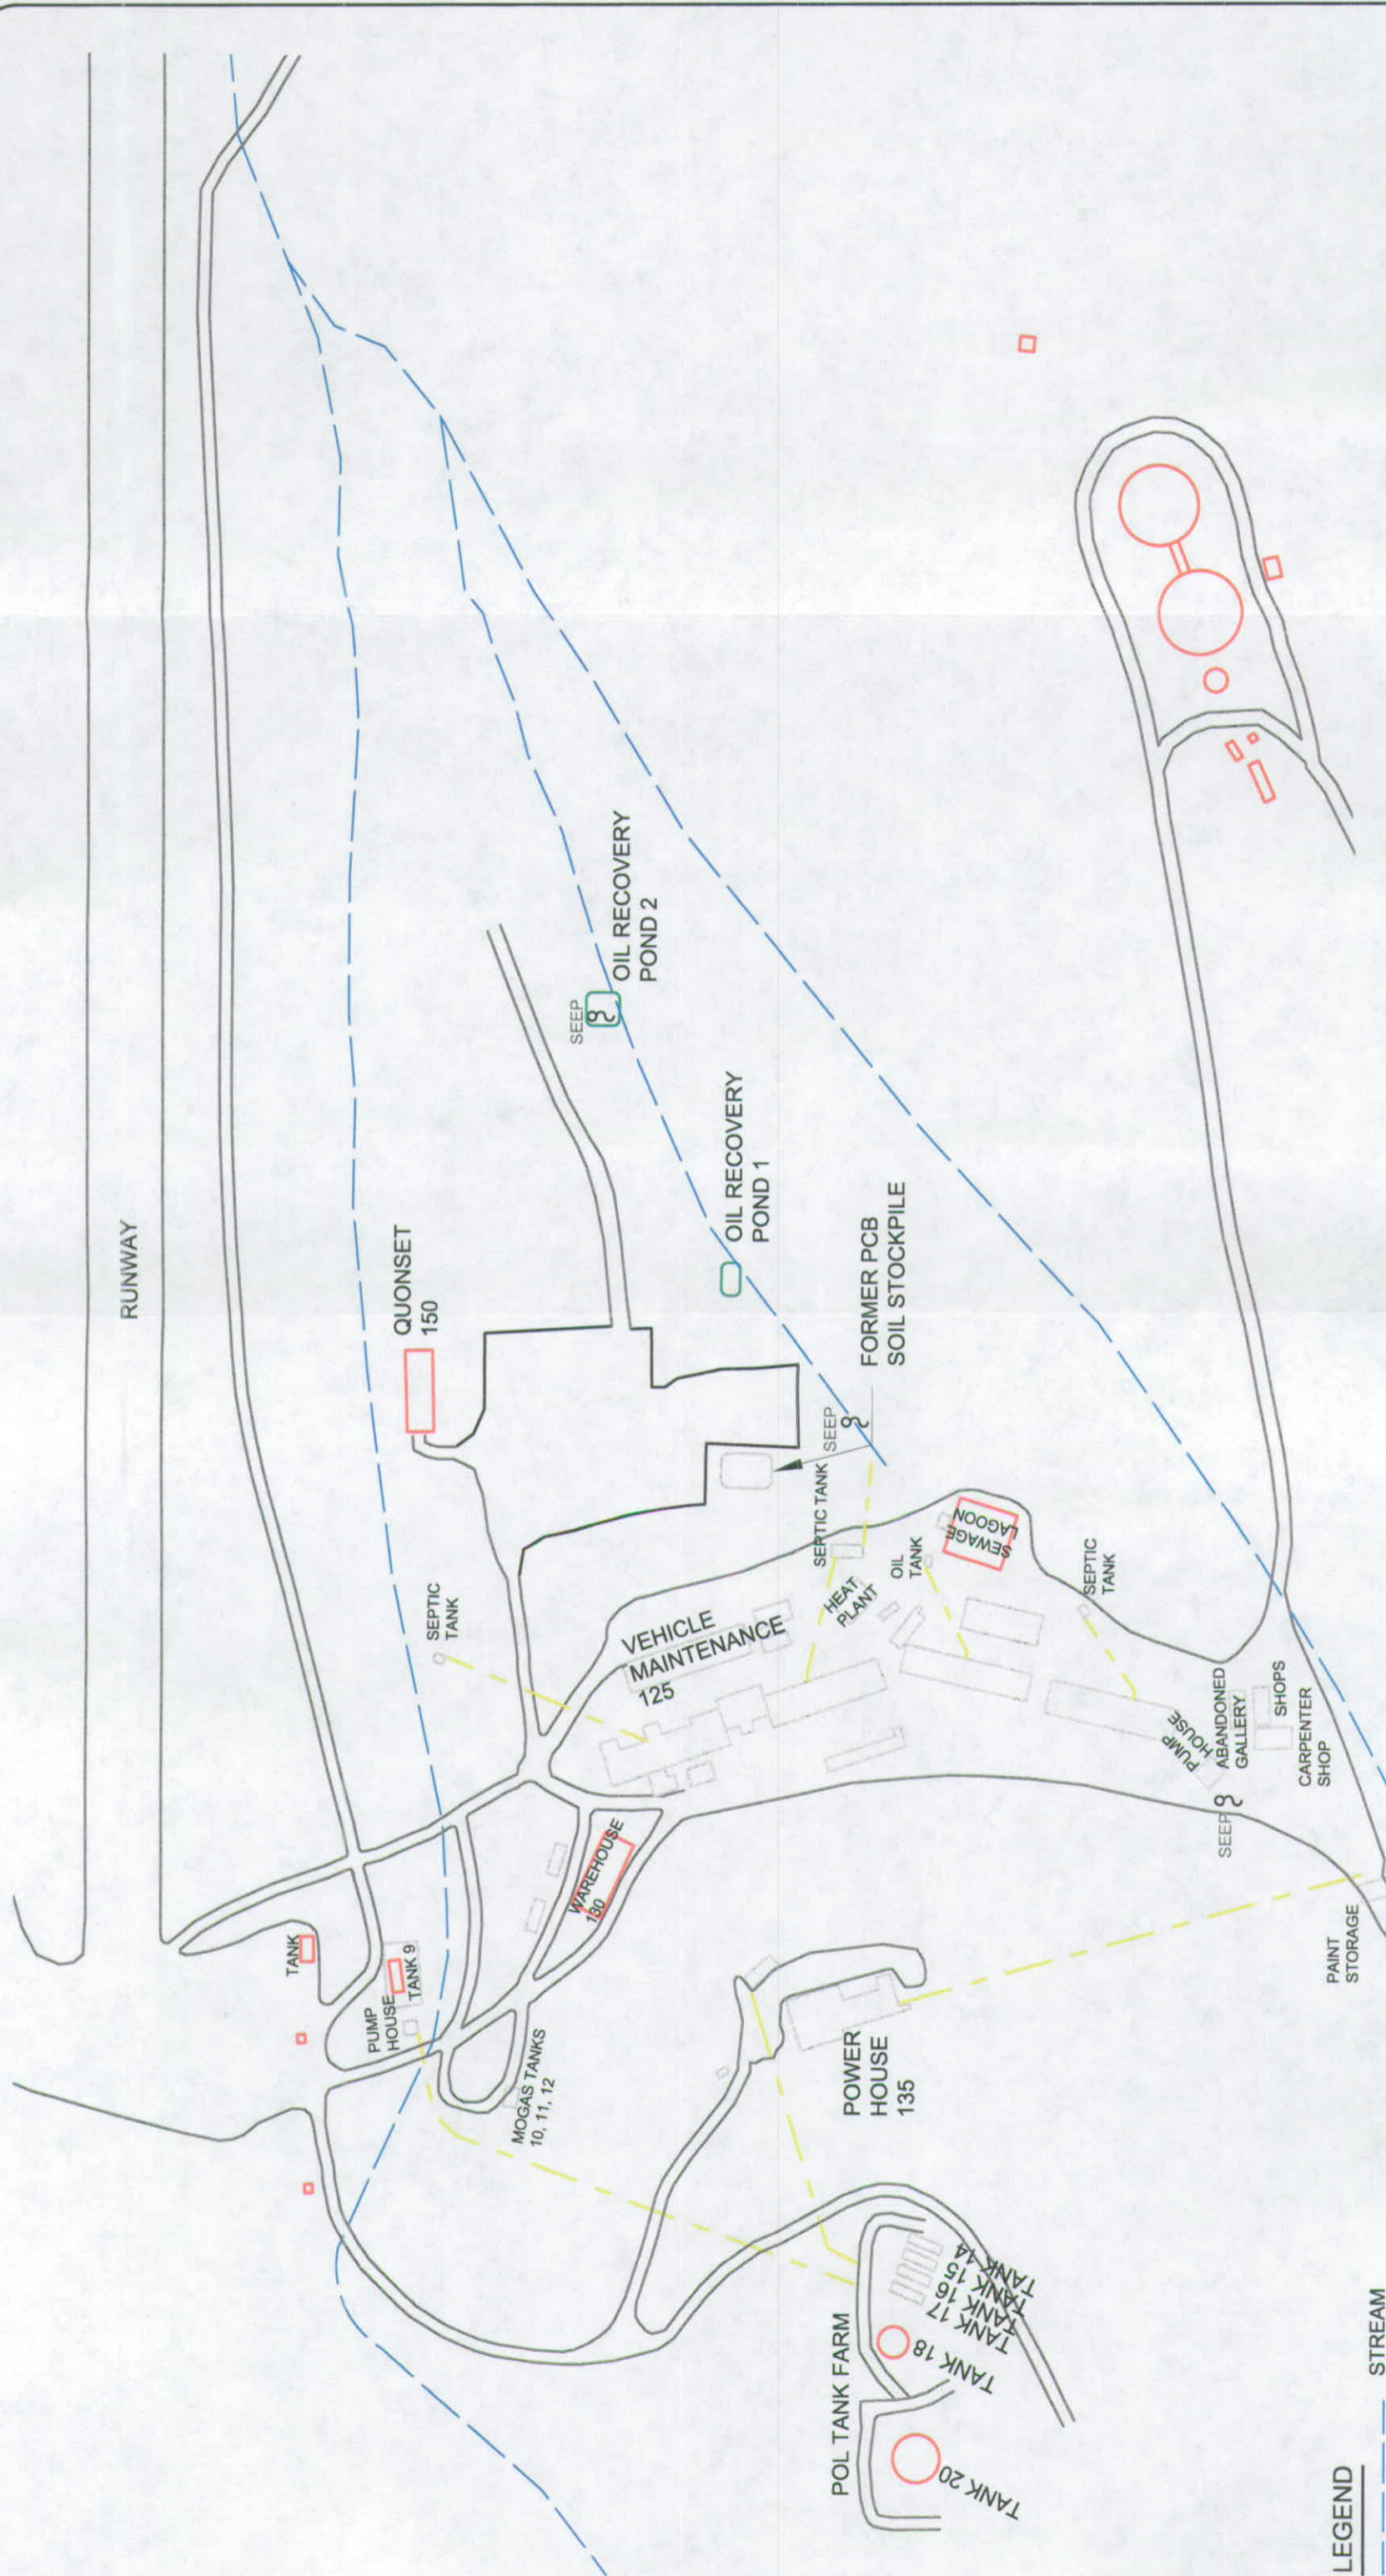 RUNWAY
QUONSET
150
SEEP
OIL RECOVERY
POND 2
OIL RECOVERY
POND 1
FORMER PCB
SOIL STOCKPILE
SEEP
SEPTIC TANK
SEPTIC
TANK
VEHICLE
MAINTENANCE
125
HEAT
PLANT
OIL
TANK
SEWAGE
LAGOON
SEPTIC
TANK
PUMP
HOUSE
ABANDONED
GALLERY
SHOPS
CARPENTER
SHOP
SEEP
PAINT
STORAGE
TANK
PUMP
HOUSE
TANK 9
WAREHOUSE
130
MOGAS TANKS
10, 11, 12
POWER
HOUSE
135
POL TANK FARM
TANK 14
TANK 15
TANK 16
TANK 17
TANK 18
TANK 20
LEGEND
STREAM